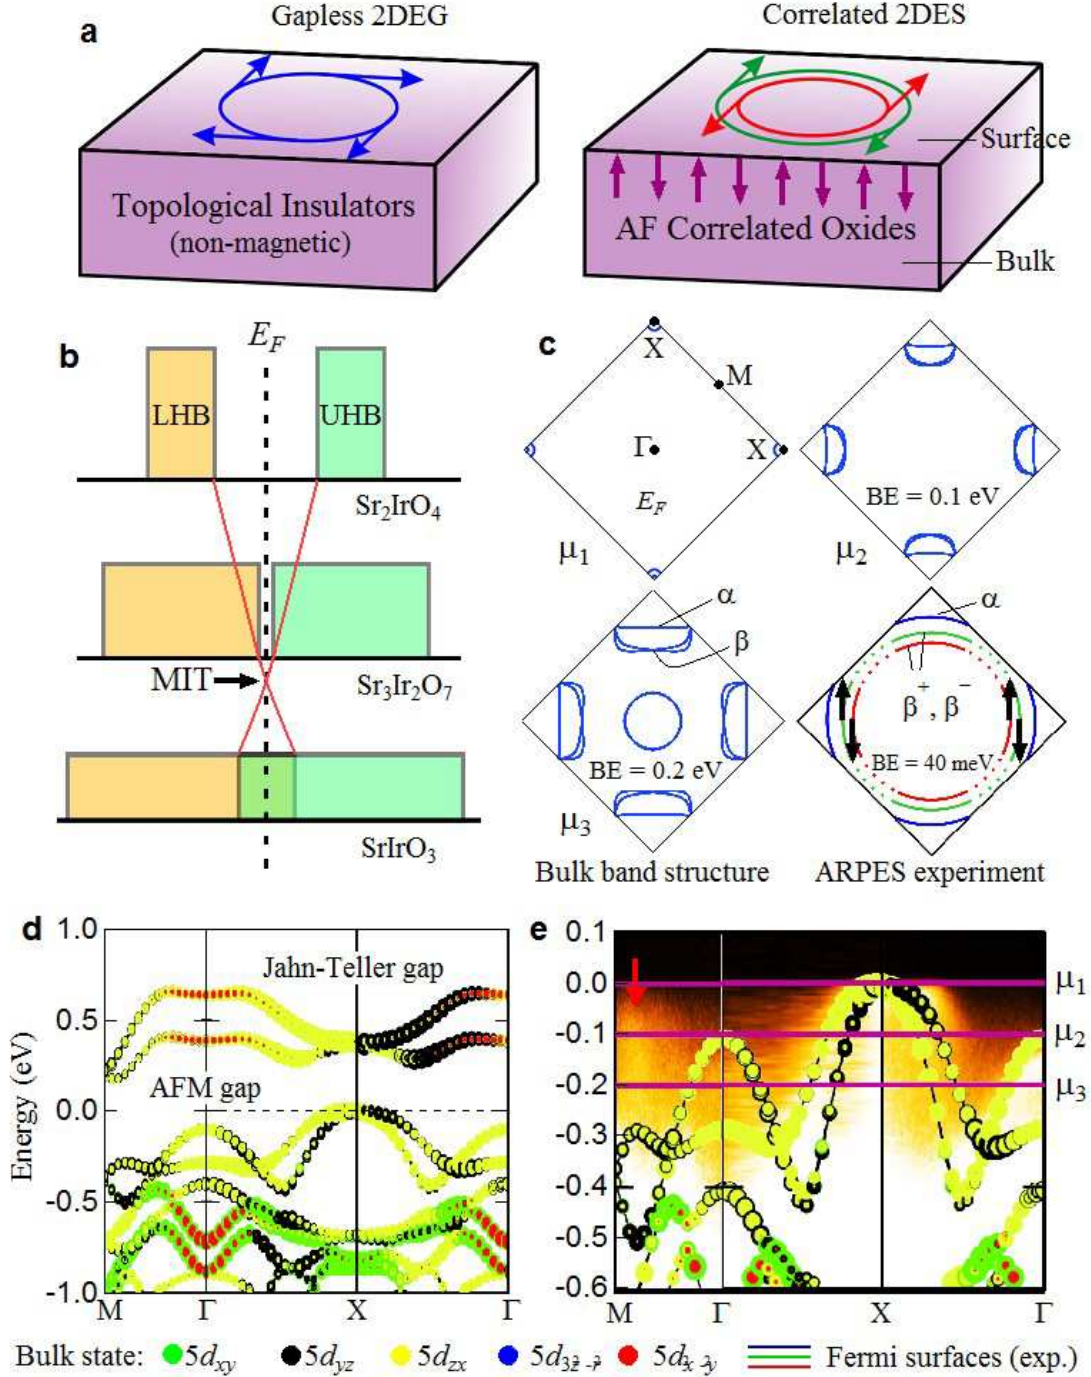 a
Gapless 2DEG
Correlated 2DES
Surface
Topological Insulators
(non-magnetic)
AF Correlated Oxides
Bulk
b
E_F
LHB
UHB
Sr2IrO4
MIT
Sr3Ir2O7
SrIrO3
c
X
M
Γ
X
E_F
μ1
BE = 0.1 eV
μ2
α
β
BE = 0.2 eV
μ3
Bulk band structure
α
β+, β−
BE = 40 meV
ARPES experiment
d
Energy (eV)
1.0
0.5
0.0
-0.5
-1.0
Jahn-Teller gap
AFM gap
M
Γ
X
Γ
e
0.1
0.0
-0.1
-0.2
-0.3
-0.4
-0.5
-0.6
μ1
μ2
μ3
M
Γ
X
Γ
Bulk state: 5dxy 5dyz 5dzx Fermi surfaces (exp.)